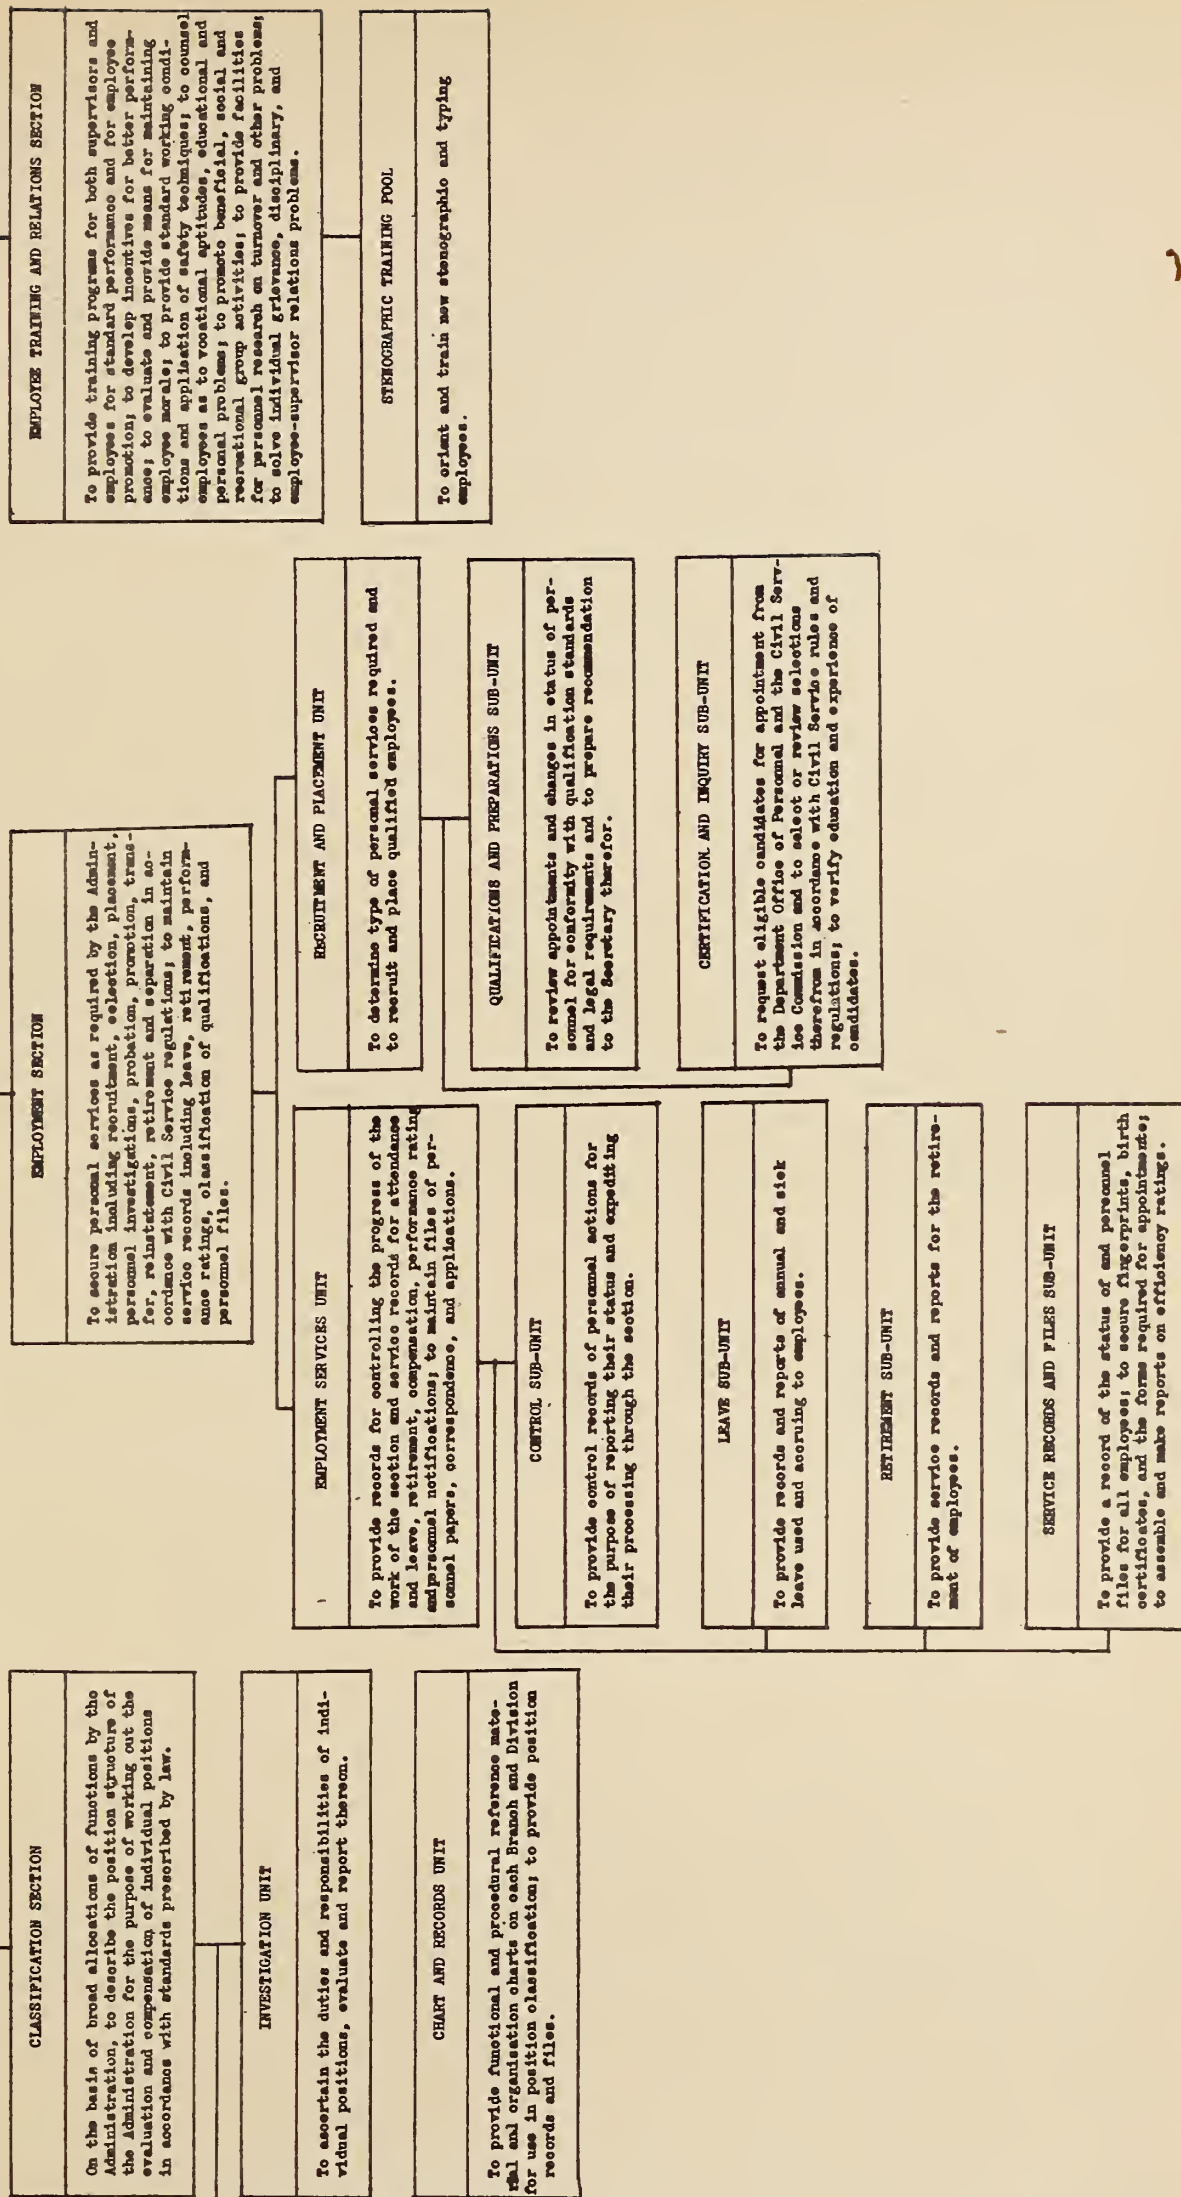 CLASSIFICATION SECTION
On the basis of broad allocations of functions by the
Administration, to describe the position structure of
the Administration for the purpose of working out the
evaluation and compensation of individual positions
in accordance with standards prescribed by law.
INVESTIGATION UNIT
To ascertain the duties and responsibilities of indi-
vidual positions, evaluate and report thereon.
CHART AND RECORDS UNIT
To provide functional and procedural reference mate-
rial and organisation charts on each Branch and Division
for use in position classification; to provide position
records and files.
EMPLOYMENT SECTION
To secure personal services as required by the Admin-
istration including recruitment, selection, placement,
personnel investigations, probation, promotion, trans-
fer, reinstatement, retirement and separation in ac-
cordance with Civil Service regulations; to maintain
service records including leave, retirement, perform-
ance ratings, classification of qualifications, and
personnel files.
EMPLOYMENT SERVICES UNIT
To provide records for controlling the progress of the
work of the section and service records for attendance
and leave, retirement, compensation, performance rating
and personnel notifications; to maintain files of per-
sonnel papers, correspondence, and applications.
CONTROL SUB-UNIT
To provide control records of personnel actions for
the purpose of reporting their status and expediting
their processing through the section.
LEAVE SUB-UNIT
To provide records and reports of annual and sick
leave used and accruing to employees.
RETIREMENT SUB-UNIT
To provide service records and reports for the retire-
ment of employees.
SERVICE RECORDS AND FILES SUB-UNIT
To provide a record of the status of and personnel
files for all employees; to secure fingerprints, birth
certificates, and the forms required for appointments;
to assemble and make reports on efficiency ratings.
RECRUITMENT AND PLACEMENT UNIT
To determine type of personal services required and
to recruit and place qualified employees.
QUALIFICATIONS AND PREPARATIONS SUB-UNIT
To review appointments and changes in status of per-
sonnel for conformity with qualification standards
and legal requirements and to prepare recommendation
to the Secretary therefor.
CERTIFICATION AND INQUIRY SUB-UNIT
To request eligible candidates for appointment from
the Department Office of Personnel and the Civil Serv-
ice Commission and to select or review selections
therefrom in accordance with Civil Service rules and
regulations; to verify education and experience of
candidates.
EMPLOYEE TRAINING AND RELATIONS SECTION
To provide training programs for both supervisors and
employees for standard performance and for employee
promotion; to develop incentives for better perform-
ance; to evaluate and provide means for maintaining
employee morale; to provide standard working condi-
tions and application of safety techniques; to counsel
employees as to vocational aptitudes, educational and
personal problems; to promote beneficial, social and
recreational group activities; to provide facilities
for personnel research on turnover and other problems;
to solve individual grievance, disciplinary, and
employee-supervisor relations problems.
STENOGRAPHIC TRAINING POOL
To orient and train new stenographic and typing
employees.